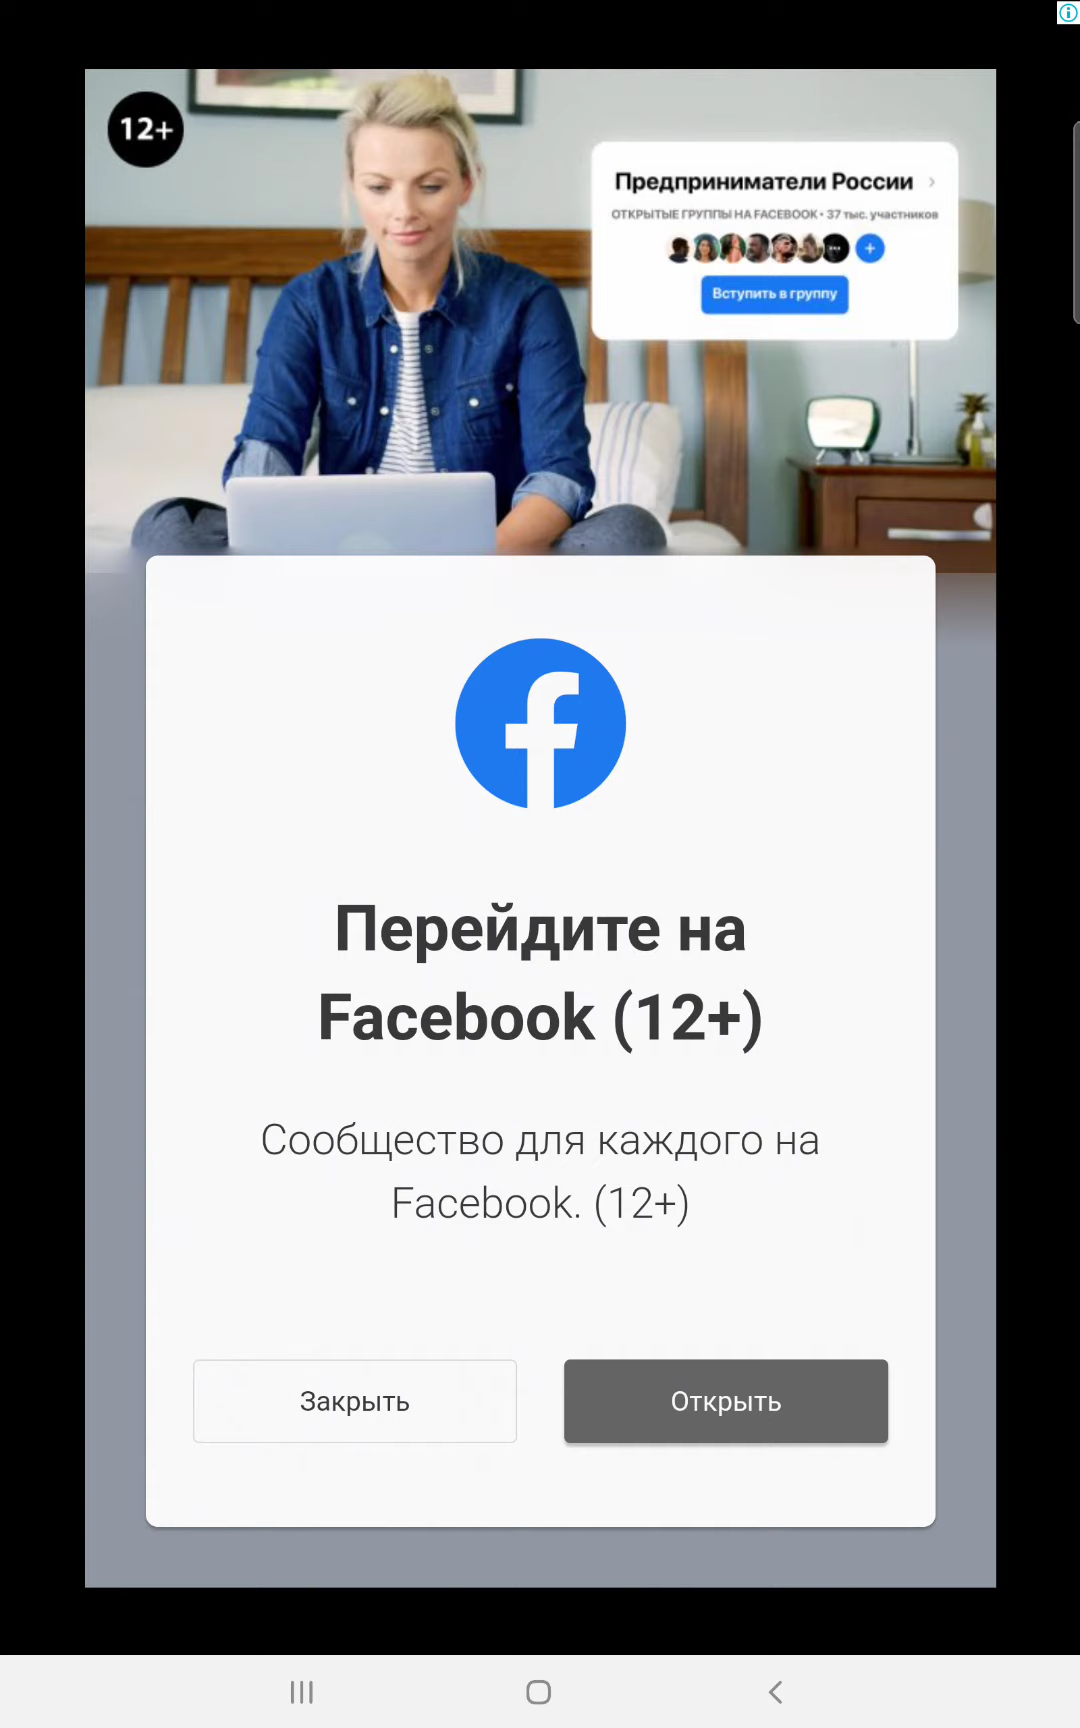 12+
Предприниматели России
ОТКРЫТЫЕ ГРУППЫ НА FACEBOOK • 37 тыс. участников
Вступить в группу
Перейдите на
Facebook (12+)
Сообщество для каждого на
Facebook. (12+)
Закрыть
Открыть